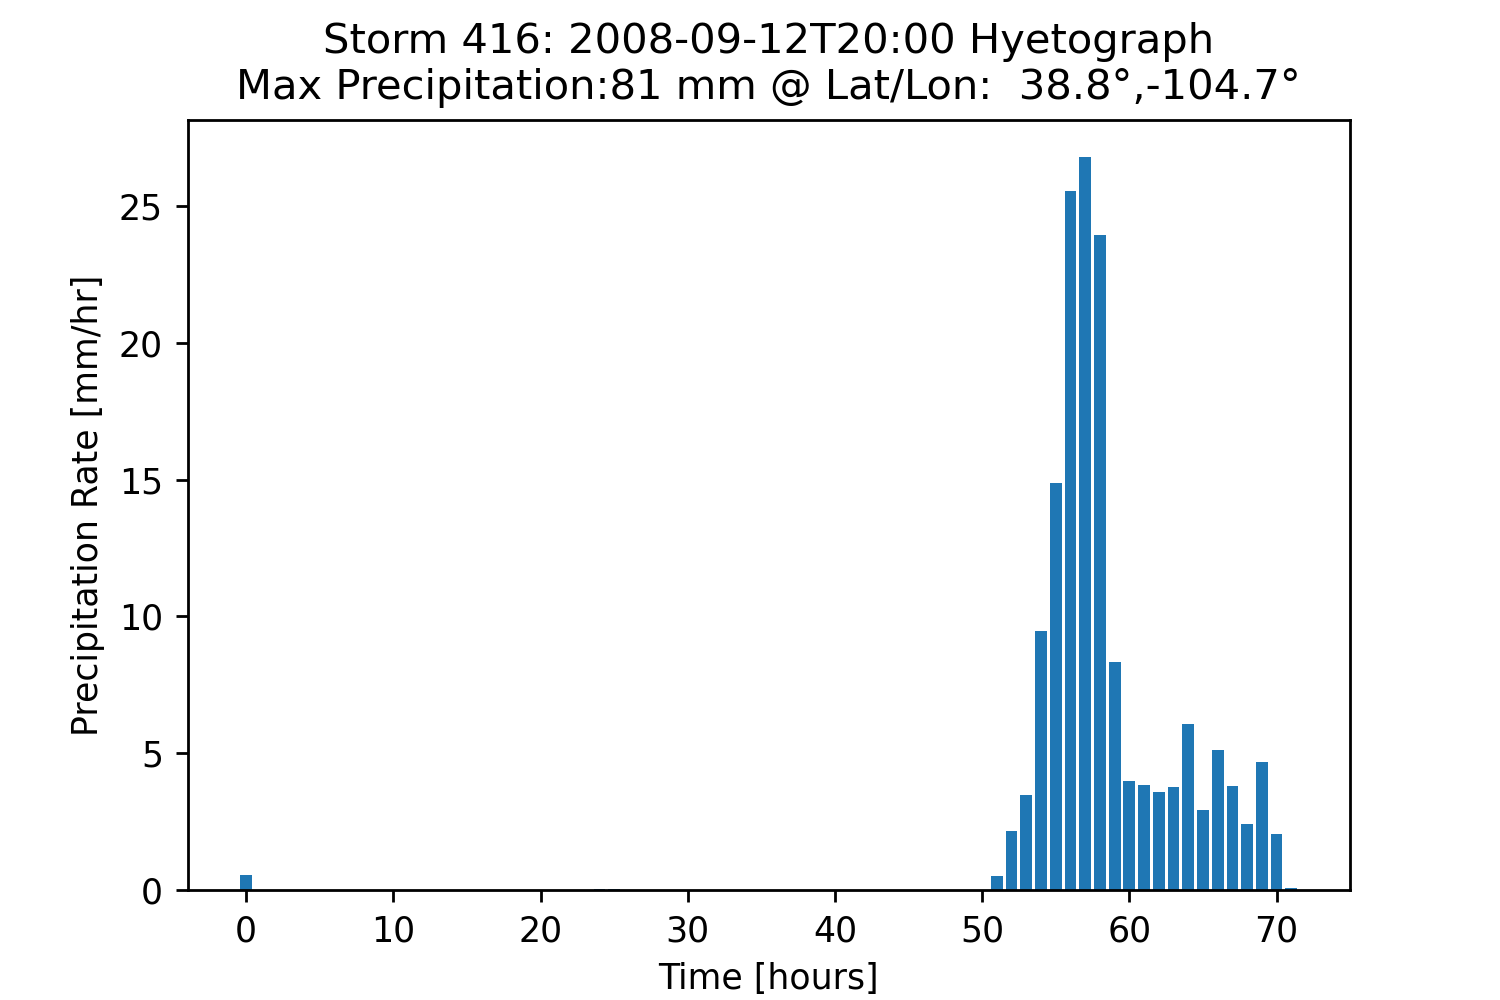 Storm 416: 2008-09-12T20:00 Hyetograph
Max Precipitation:81 mm @ Lat/Lon:  38.8°,-104.7°
Precipitation Rate [mm/hr]
25
20
15
10
5
0
0 10 20 30 40 50 60 70
Time [hours]